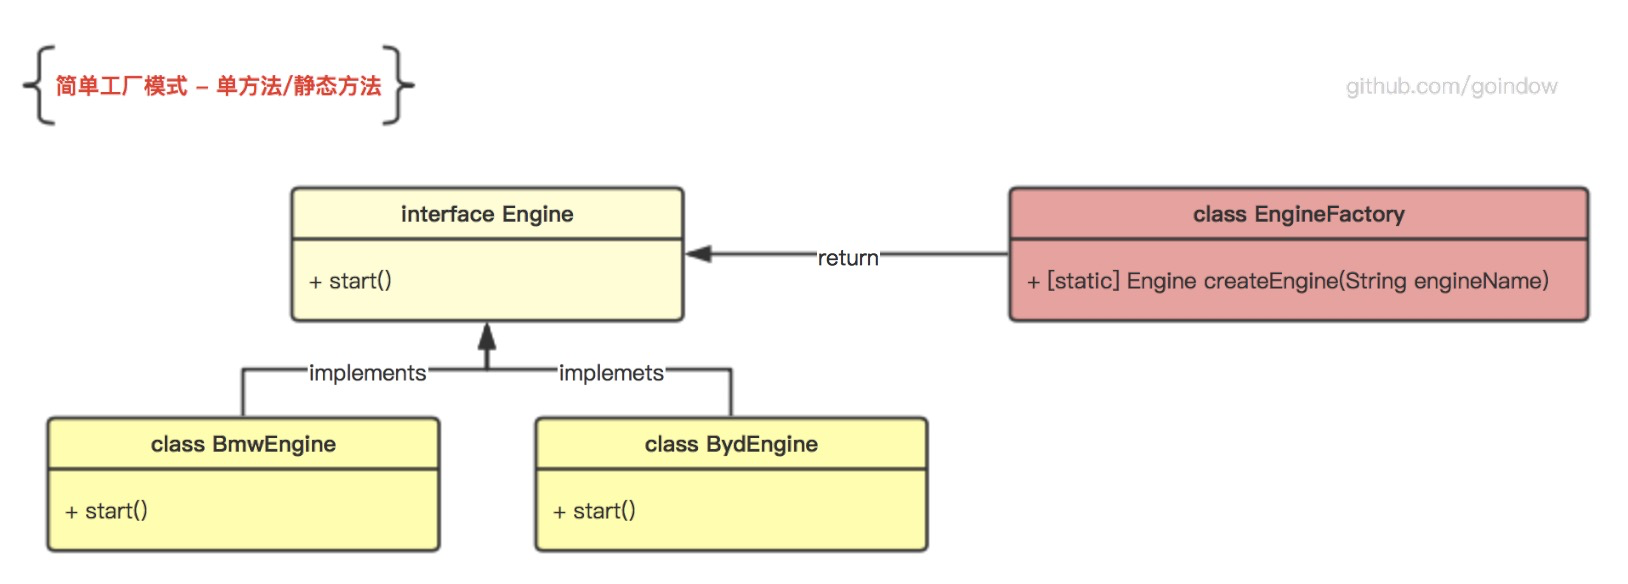 简单工厂模式 – 单方法/静态方法
github.com/goindow
interface Engine
+ start()
return
class EngineFactory
+ [static] Engine createEngine(String engineName)
implements
implemets
class BmwEngine
+ start()
class BydEngine
+ start()